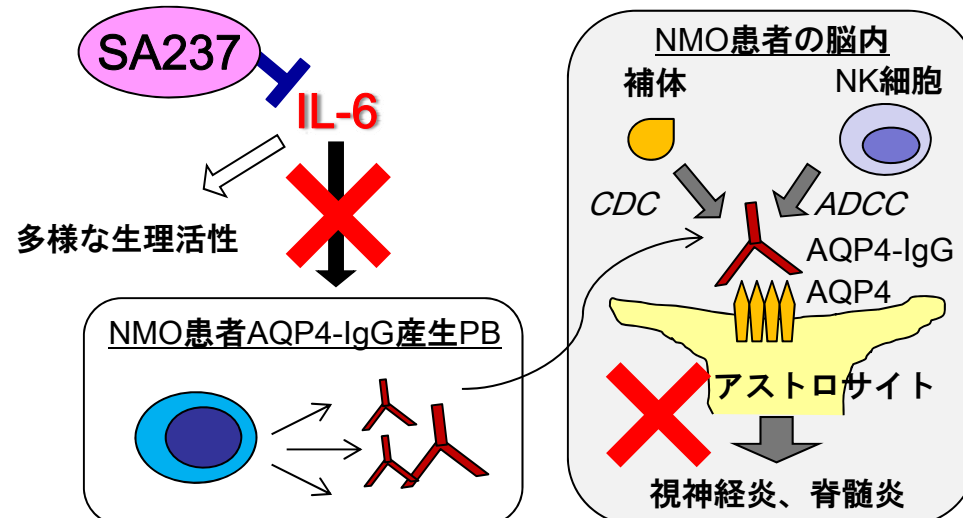 SA237
IL-6
多様な生理活性
NMO患者AQP4-IgG産生PB
NMO患者の脳内
補体
NK細胞
CDC
ADCC
AQP4-IgG
AQP4
アストロサイト
視神経炎、脊髄炎